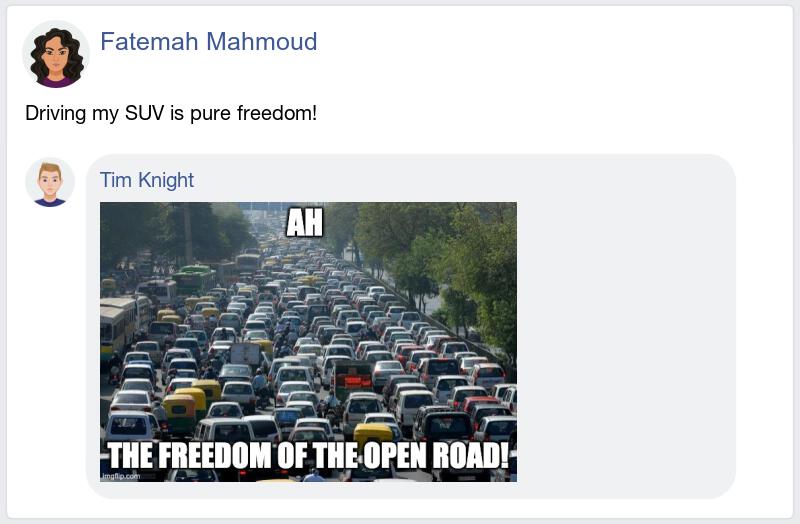 Fatemah Mahmoud
Driving my SUV is pure freedom!
Tim Knight
AH
THE FREEDOM OF THE OPEN ROAD!
imgflip.com